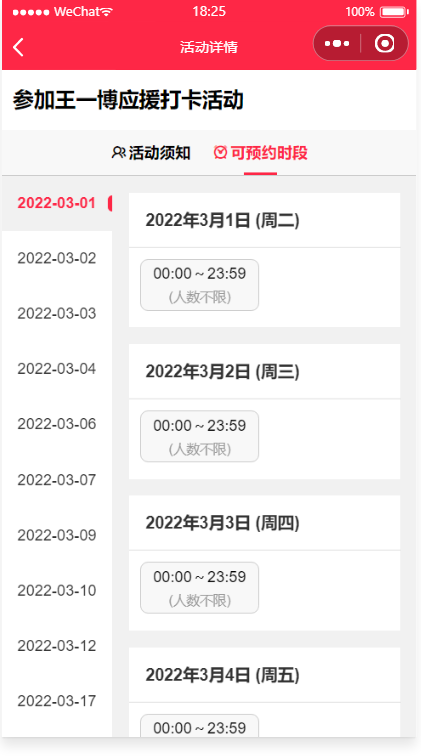 WeChat 18:25 100%
活动详情
参加王一博应援打卡活动
活动须知 可预约时段
2022-03-01
2022-03-02
2022-03-03
2022-03-04
2022-03-06
2022-03-07
2022-03-09
2022-03-10
2022-03-12
2022-03-17
2022年3月1日 (周二)
00:00 ~ 23:59
(人数不限)
2022年3月2日 (周三)
00:00 ~ 23:59
(人数不限)
2022年3月3日 (周四)
00:00 ~ 23:59
(人数不限)
2022年3月4日 (周五)
00:00 ~ 23:59